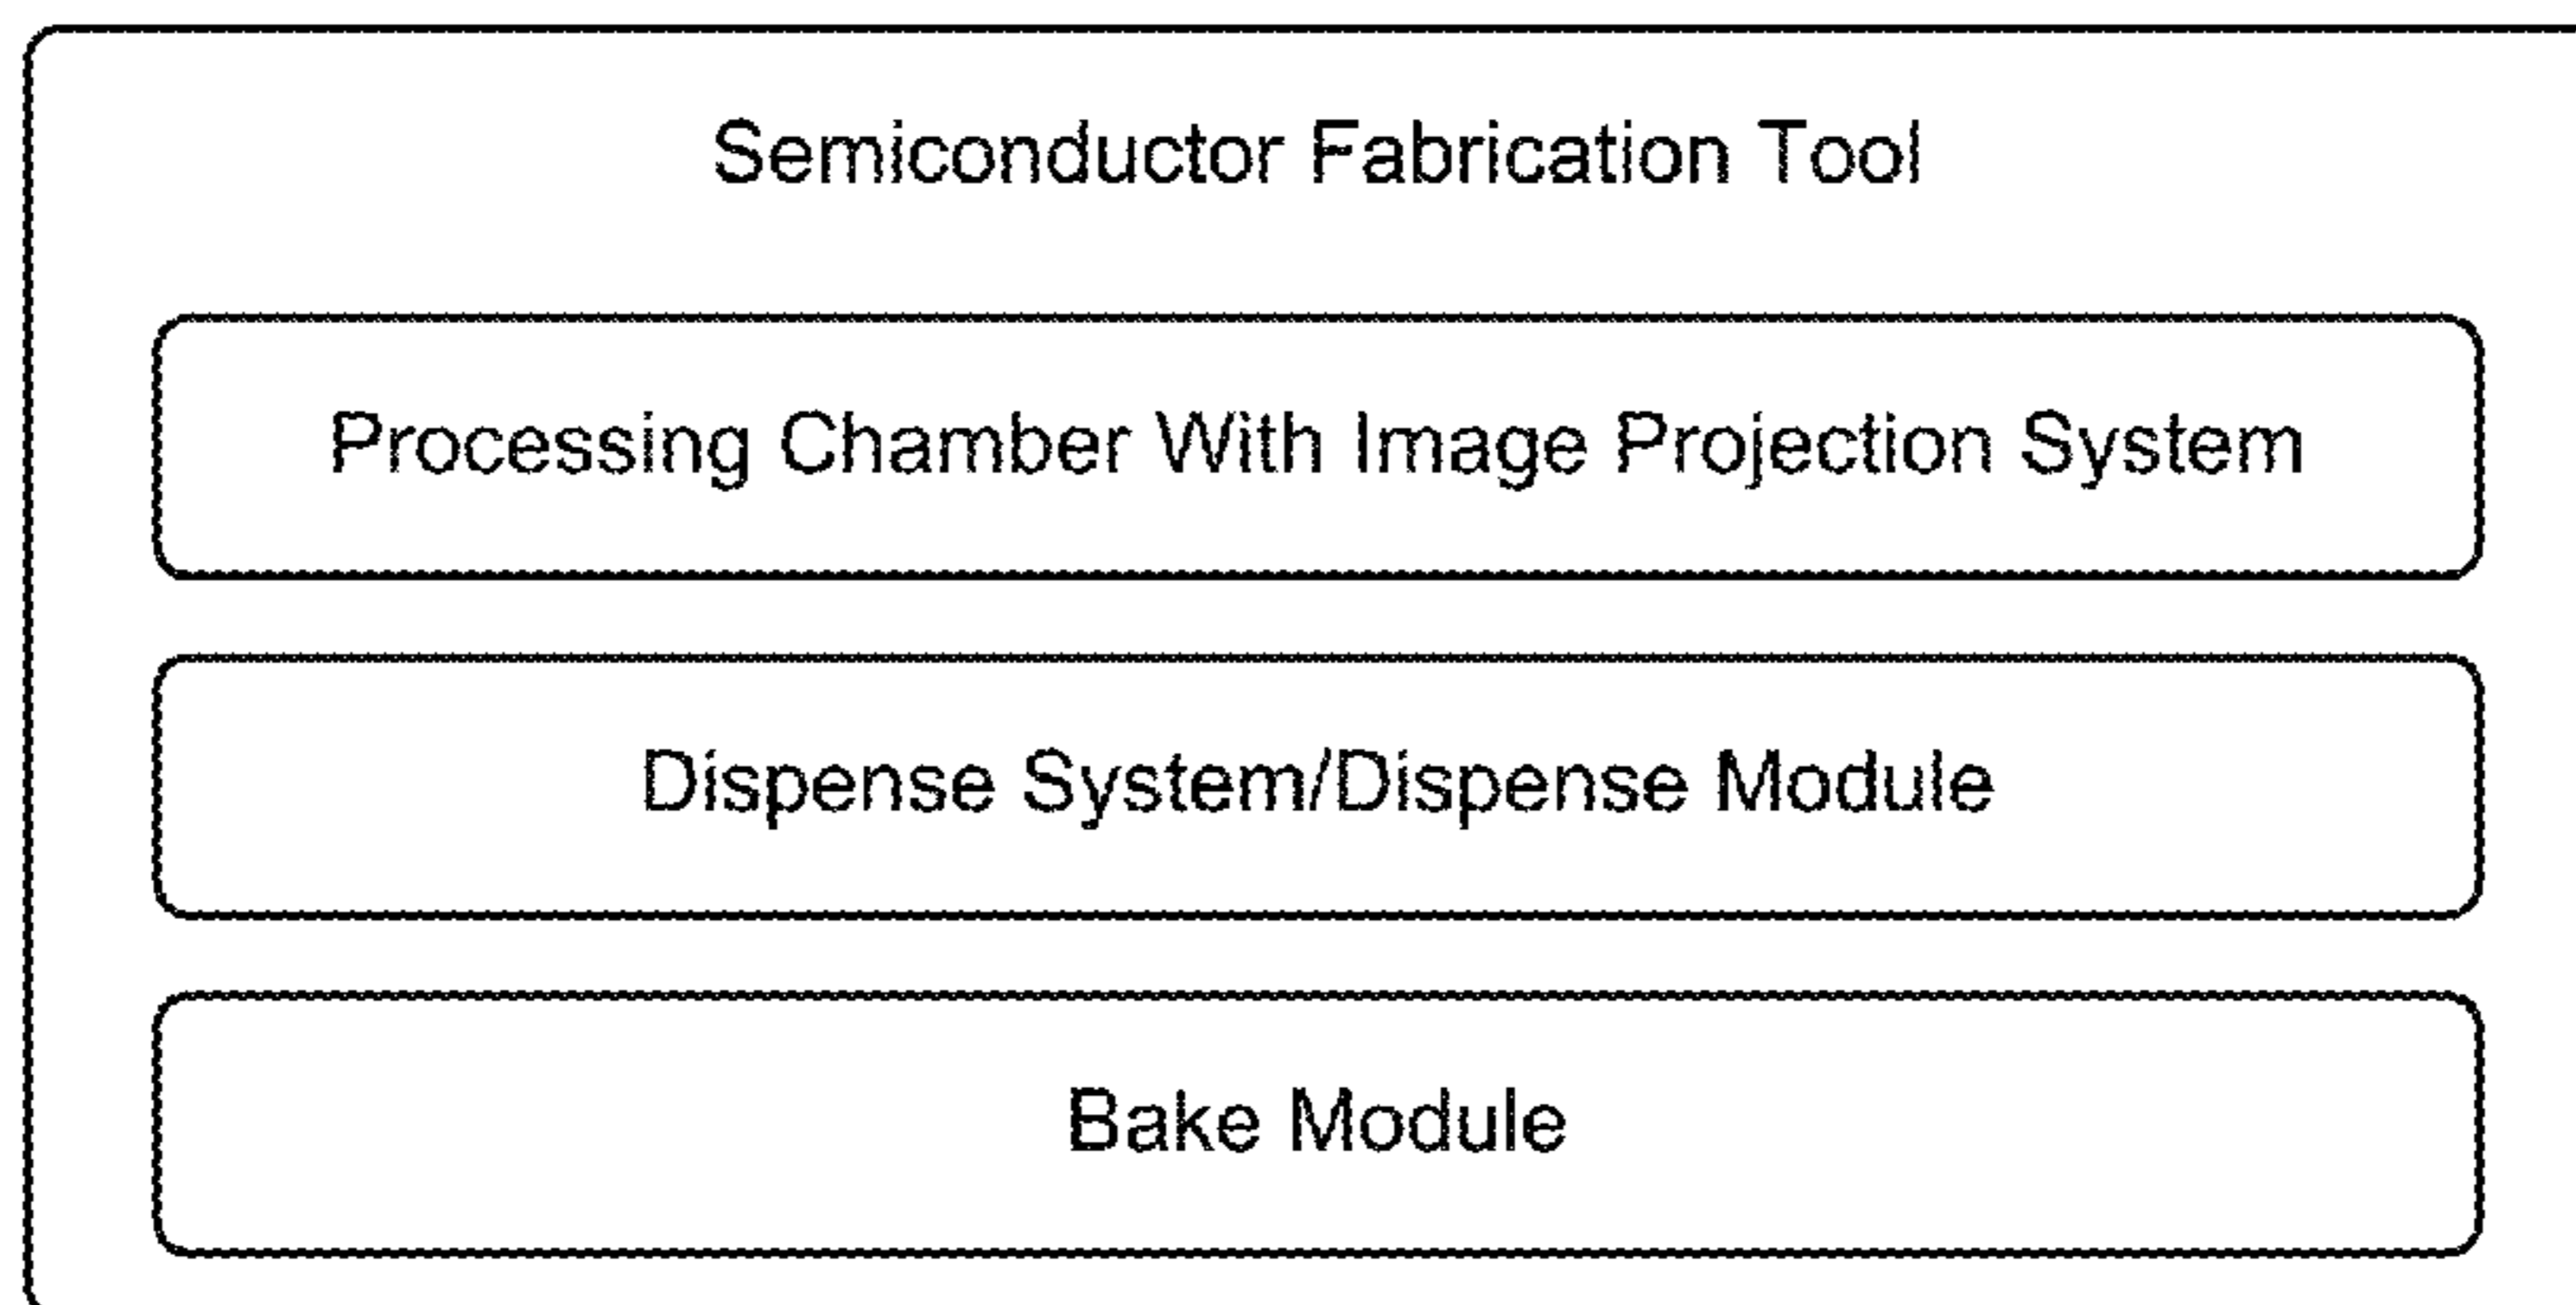 Semiconductor Fabrication Tool
Processing Chamber With Image Projection System
Dispense System/Dispense Module
Bake Module